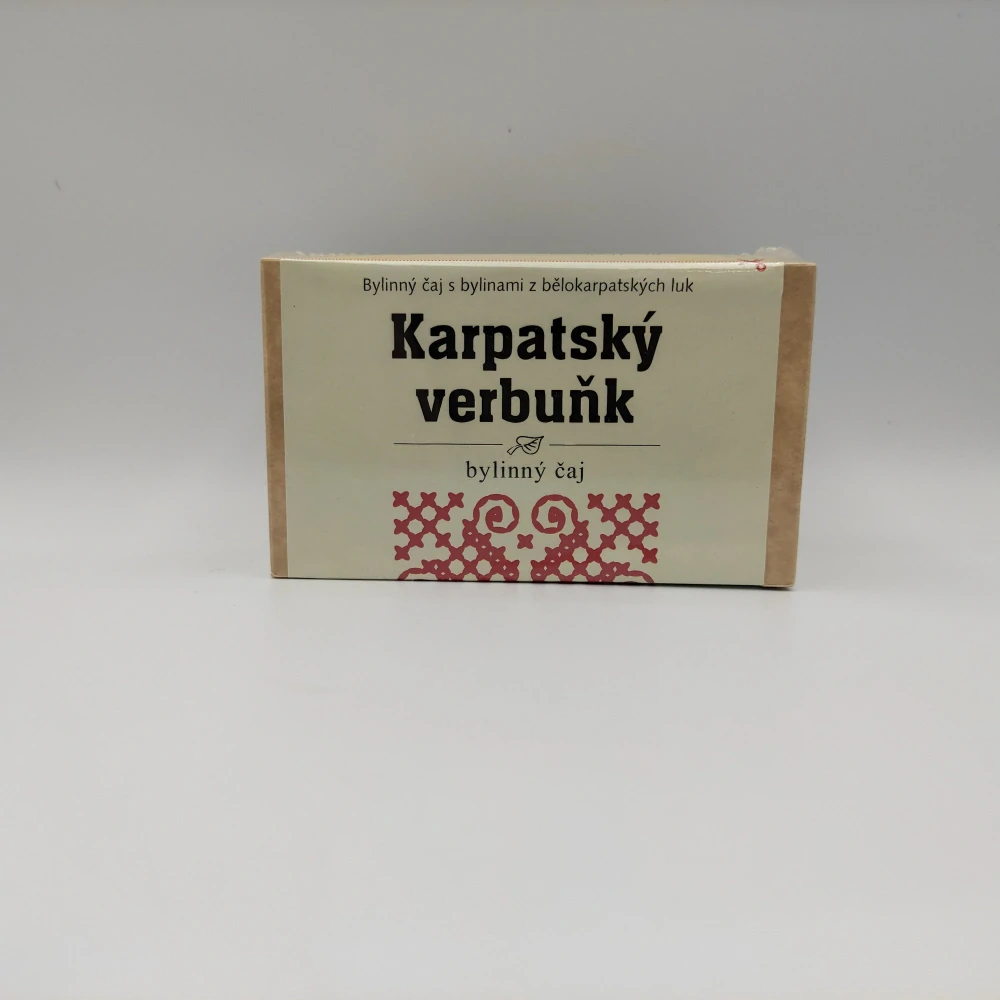 Bylinný čaj s bylinami z bělokarpatských luk
Karpatský
verbuňk
bylinný čaj